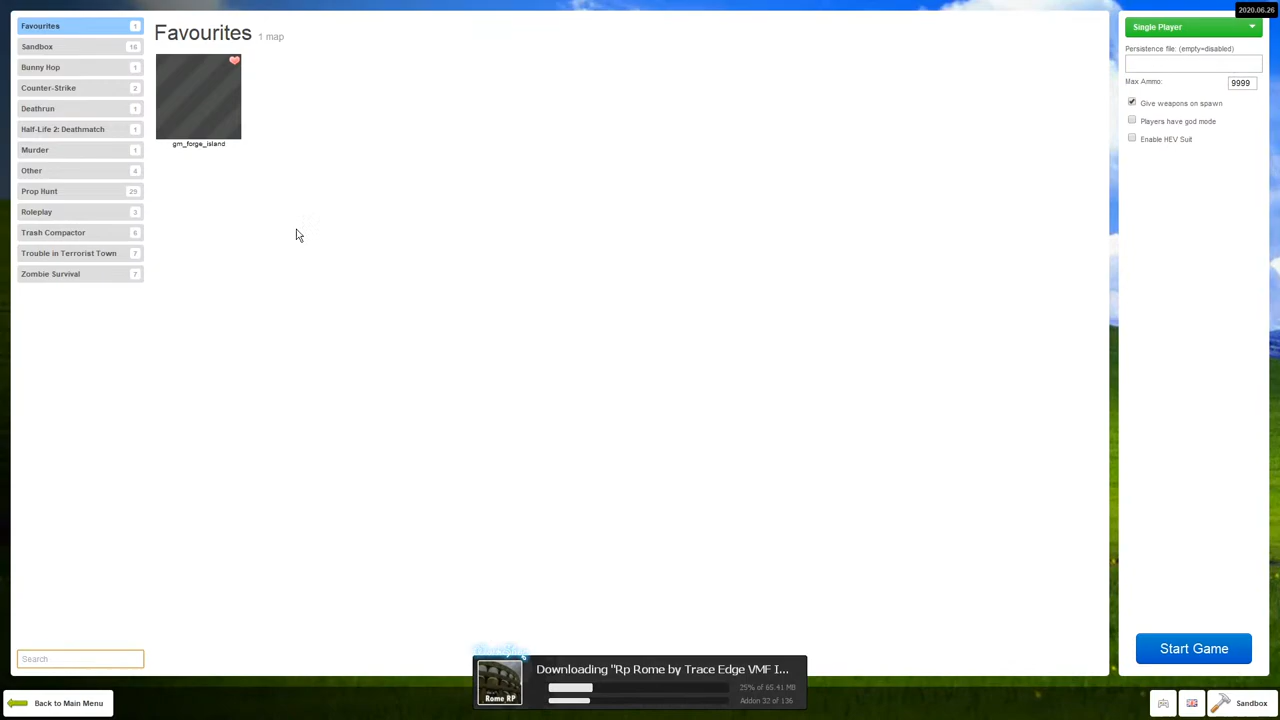 2020.06.26
Favourites 1
Sandbox 16
Bunny Hop 1
Counter-Strike 2
Deathrun 1
Half-Life 2: Deathmatch 1
Murder 1
Other 4
Prop Hunt 29
Roleplay 3
Trash Compactor 6
Trouble in Terrorist Town 7
Zombie Survival 7
Search
Favourites 1 map
gm_forge_island
Single Player
Persistence file: (empty=disabled)
Max Ammo: 9999
Give weapons on spawn
Players have god mode
Enable HEV Suit
Start Game
Rome RP
Downloading "Rp Rome by Trace Edge VMF I...
25% of 65.41 MB
Addon 32 of 136
Back to Main Menu
Sandbox